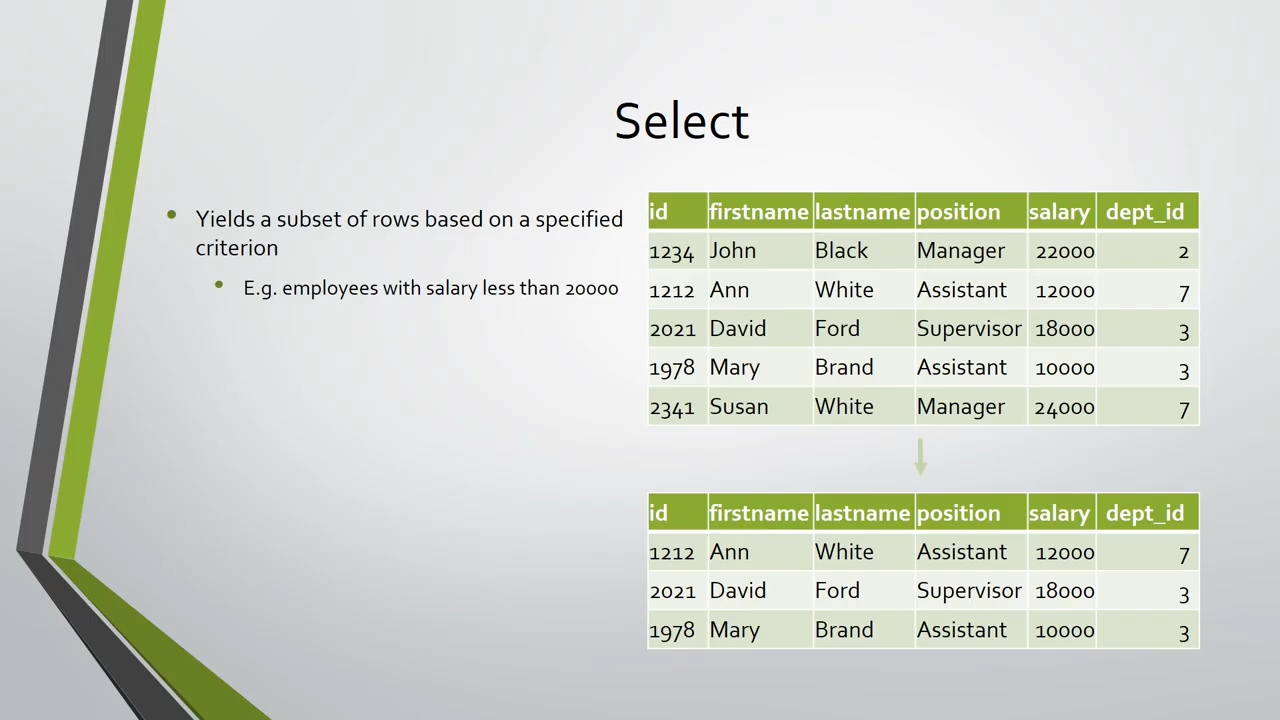 Select
Yields a subset of rows based on a specified
criterion
E.g. employees with salary less than 20000
id firstname lastname position salary dept_id
1234 John Black Manager 22000 2
1212 Ann White Assistant 12000 7
2021 David Ford Supervisor 18000 3
1978 Mary Brand Assistant 10000 3
2341 Susan White Manager 24000 7
id firstname lastname position salary dept_id
1212 Ann White Assistant 12000 7
2021 David Ford Supervisor 18000 3
1978 Mary Brand Assistant 10000 3